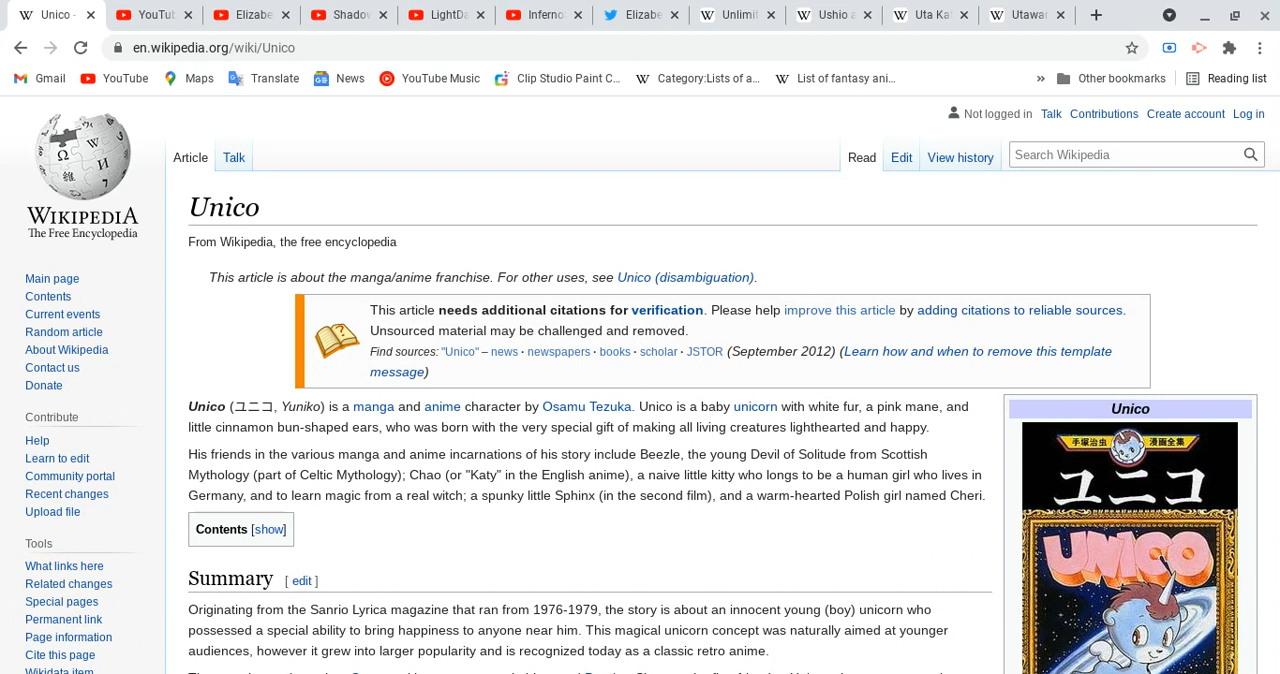 Unico -
YouTub
Elizabe
Shadov
LightDa
Inferno
Elizabe
Unlimit
Ushio a
Uta Ka
Utawar
en.wikipedia.org/wiki/Unico
Gmail YouTube Maps Translate News YouTube Music Clip Studio Paint C... Category:Lists of a... List of fantasy ani... » Other bookmarks Reading list
Not logged in Talk Contributions Create account Log in
Article Talk Read Edit View history Search Wikipedia
WIKIPEDIA
The Free Encyclopedia
Main page
Contents
Current events
Random article
About Wikipedia
Contact us
Donate
Contribute
Help
Learn to edit
Community portal
Recent changes
Upload file
Tools
What links here
Related changes
Special pages
Permanent link
Page information
Cite this page
Wikidata item
Unico
From Wikipedia, the free encyclopedia
This article is about the manga/anime franchise. For other uses, see Unico (disambiguation).
This article needs additional citations for verification. Please help improve this article by adding citations to reliable sources.
Unsourced material may be challenged and removed.
Find sources: "Unico" – news · newspapers · books · scholar · JSTOR (September 2012) (Learn how and when to remove this template
message)
Unico (ユニコ, Yuniko) is a manga and anime character by Osamu Tezuka. Unico is a baby unicorn with white fur, a pink mane, and
little cinnamon bun-shaped ears, who was born with the very special gift of making all living creatures lighthearted and happy.
His friends in the various manga and anime incarnations of his story include Beezle, the young Devil of Solitude from Scottish
Mythology (part of Celtic Mythology); Chao (or "Katy" in the English anime), a naive little kitty who longs to be a human girl who lives in
Germany, and to learn magic from a real witch; a spunky little Sphinx (in the second film), and a warm-hearted Polish girl named Cheri.
Contents [show]
Summary [ edit ]
Originating from the Sanrio Lyrica magazine that ran from 1976-1979, the story is about an innocent young (boy) unicorn who
possessed a special ability to bring happiness to anyone near him. This magical unicorn concept was naturally aimed at younger
audiences, however it grew into larger popularity and is recognized today as a classic retro anime.
Unico
手塚治虫 漫画全集
ユニコ
UNICO